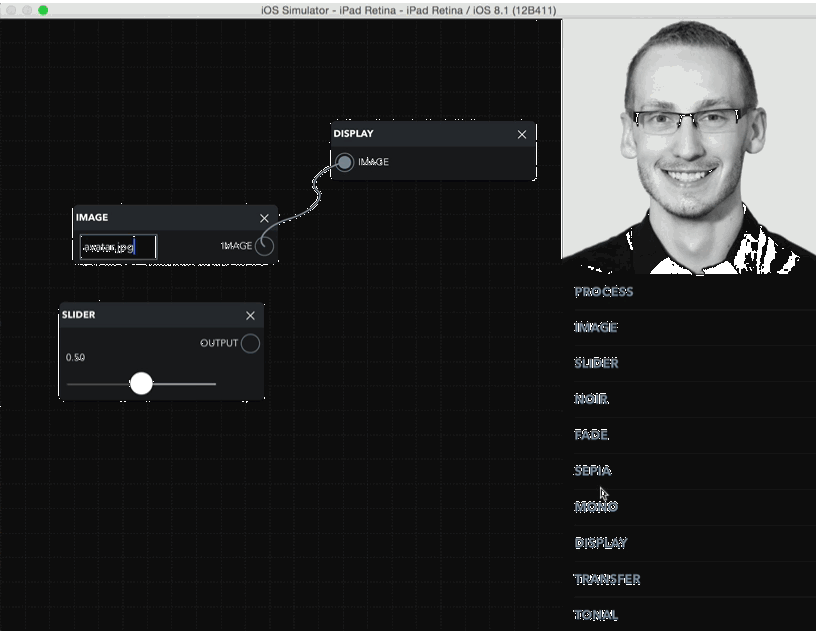 iOS Simulator - iPad Retina - iPad Retina / iOS 8.1 (12B411)
DISPLAY
IMAGE
IMAGE
avatar.jpg
IMAGE
SLIDER
OUTPUT
0.50
PROCESS
IMAGE
SLIDER
NOIR
FADE
SEPIA
MONO
DISPLAY
TRANSFER
TONAL